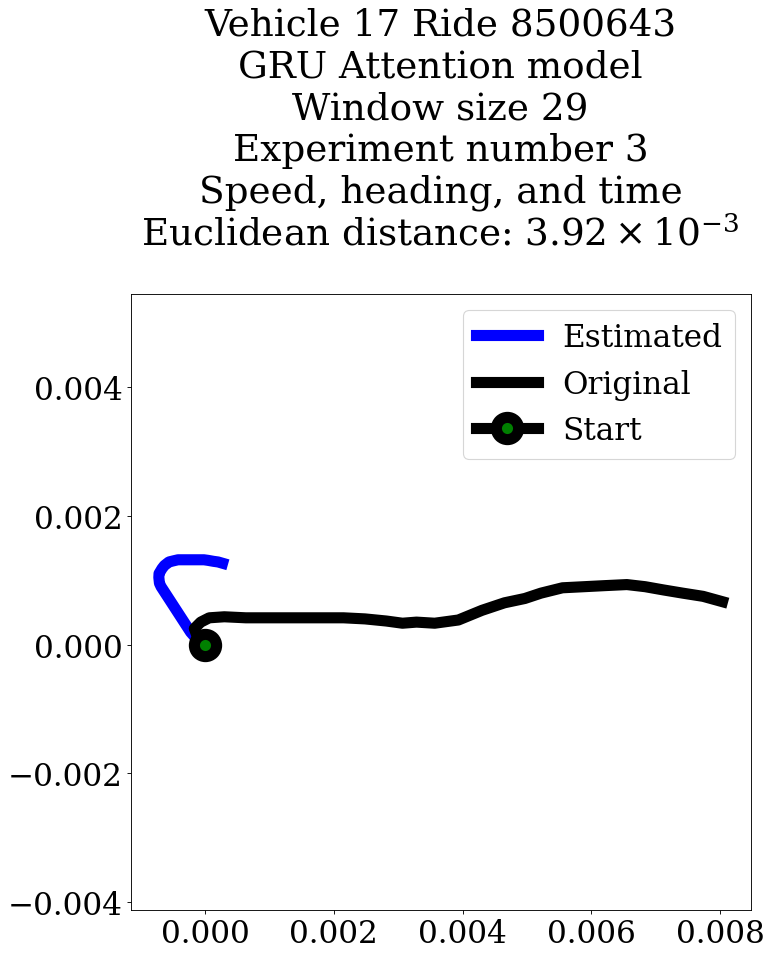 Vehicle 17 Ride 8500643
GRU Attention model
Window size 29
Experiment number 3
Speed, heading, and time
Euclidean distance: 3.92 × 10⁻³
Estimated
Original
Start
0.004
0.002
0.000
−0.002
−0.004
0.000 0.002 0.004 0.006 0.008